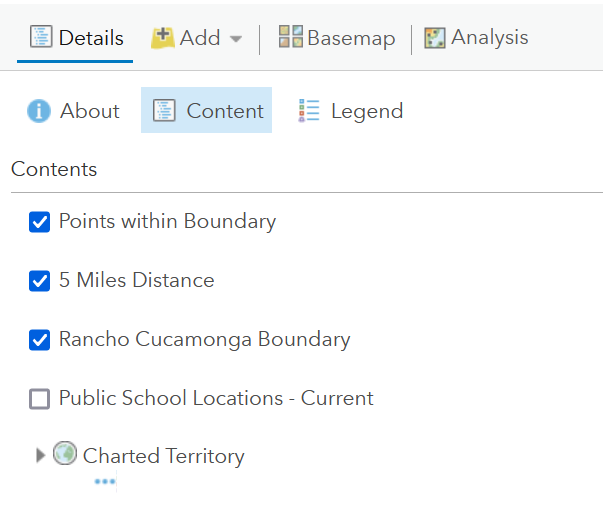 Details Add Basemap Analysis
About Content Legend
Contents
Points within Boundary
5 Miles Distance
Rancho Cucamonga Boundary
Public School Locations - Current
Charted Territory